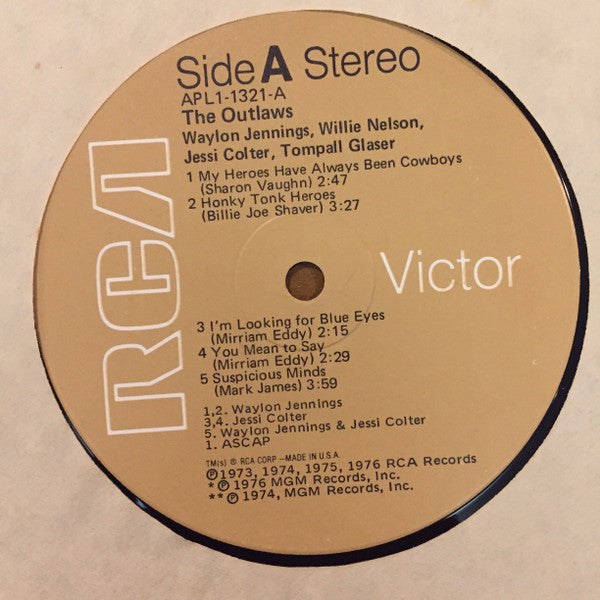 Side A Stereo
APL1-1321-A
The Outlaws
Waylon Jennings, Willie Nelson,
Jessi Colter, Tompall Glaser
1 My Heroes Have Always Been Cowboys
(Sharon Vaughn) 2:47
2 Honky Tonk Heroes
(Billie Joe Shaver) 3:27
RCA
Victor
3 I'm Looking for Blue Eyes
(Mirriam Eddy) 2:15
4 You Mean to Say
(Mirriam Eddy) 2:29
5 Suspicious Minds
(Mark James) 3:59
1,2. Waylon Jennings
3,4. Jessi Colter
5. Waylon Jennings & Jessi Colter
1. ASCAP
TM(s) ® RCA CORP.—MADE IN U.S.A.
℗ 1973, 1974, 1975, 1976 RCA Records
* ℗ 1976 MGM Records, Inc.
** ℗ 1974, MGM Records, Inc.